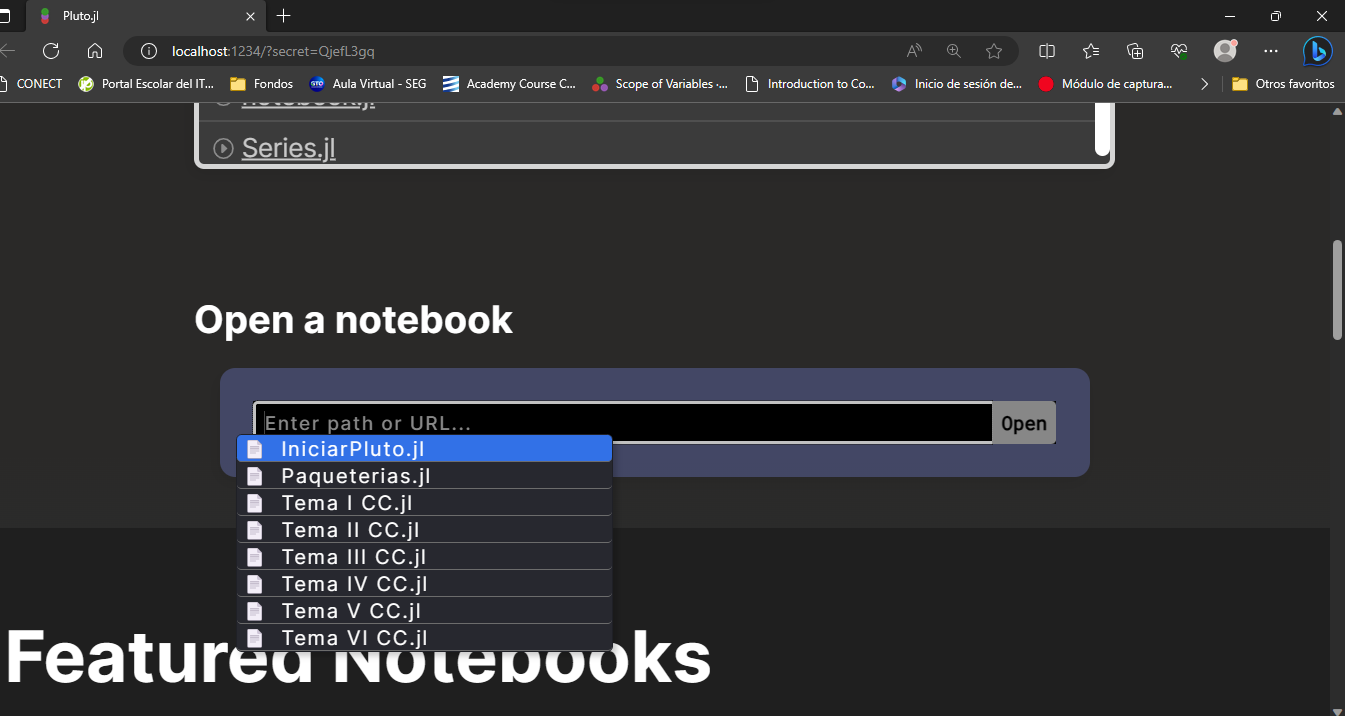 Pluto.jl
localhost:1234/?secret=QjefL3gq
CONECT Portal Escolar del IT... Fondos Aula Virtual - SEG Academy Course C... Scope of Variables ·... Introduction to Co... Inicio de sesión de... Módulo de captura... Otros favoritos
notebook.jl
Series.jl
Open a notebook
Enter path or URL... Open
IniciarPluto.jl
Paqueterias.jl
Tema I CC.jl
Tema II CC.jl
Tema III CC.jl
Tema IV CC.jl
Tema V CC.jl
Tema VI CC.jl
Featured Notebooks